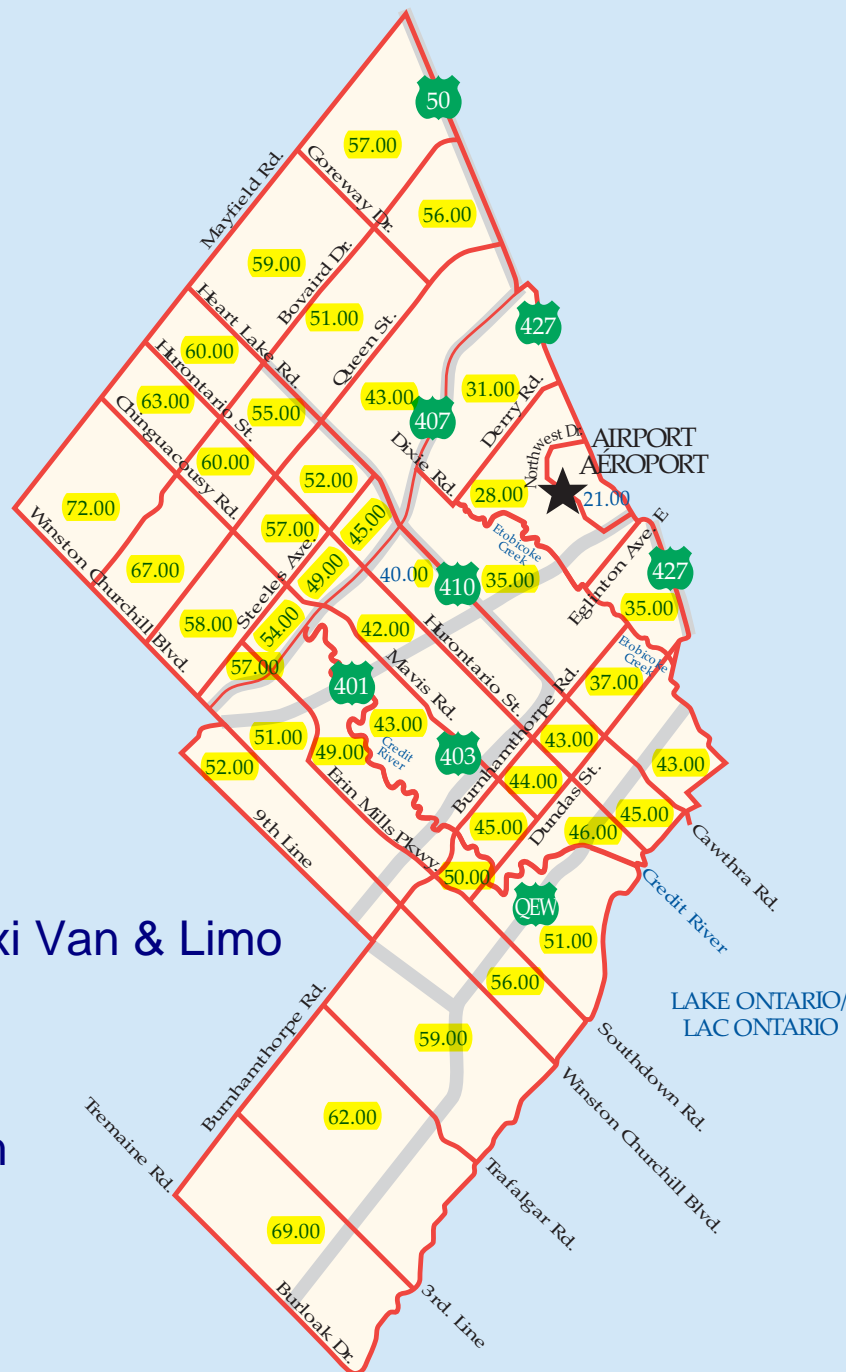 50
57.00
Goreway Dr.
Mayfield Rd.
56.00
59.00
Bovaird Dr.
51.00
Heart Lake Rd.
Queen St.
427
60.00
Hurontario St.
63.00
55.00
43.00
31.00
407
Derry Rd.
Chinguacousy Rd.
60.00
Dixie Rd.
Northwest Dr.
AIRPORT
AÉROPORT
52.00
28.00
21.00
72.00
57.00
45.00
Etobicoke
Creek
Winston Churchill Blvd.
67.00
Steeles Ave.
49.00
40.00
410
35.00
Eglinton Ave. E
427
35.00
58.00
54.00
42.00
Hurontario St.
Etobicoke
Creek
57.00
401
Mavis Rd.
37.00
51.00
43.00
Credit
River
403
Burnhamthorpe Rd.
43.00
52.00
49.00
44.00
43.00
Erin Mills Pkwy.
Dundas St.
9th Line
45.00
46.00
45.00
Cawthra Rd.
50.00
Credit River
QEW
xi Van & Limo
51.00
56.00
LAKE ONTARIO/
LAC ONTARIO
Burnhamthorpe Rd.
59.00
Southdown Rd.
Winston Churchill Blvd.
62.00
Tremaine Rd.
Trafalgar Rd.
69.00
3rd. Line
Burloak Dr.